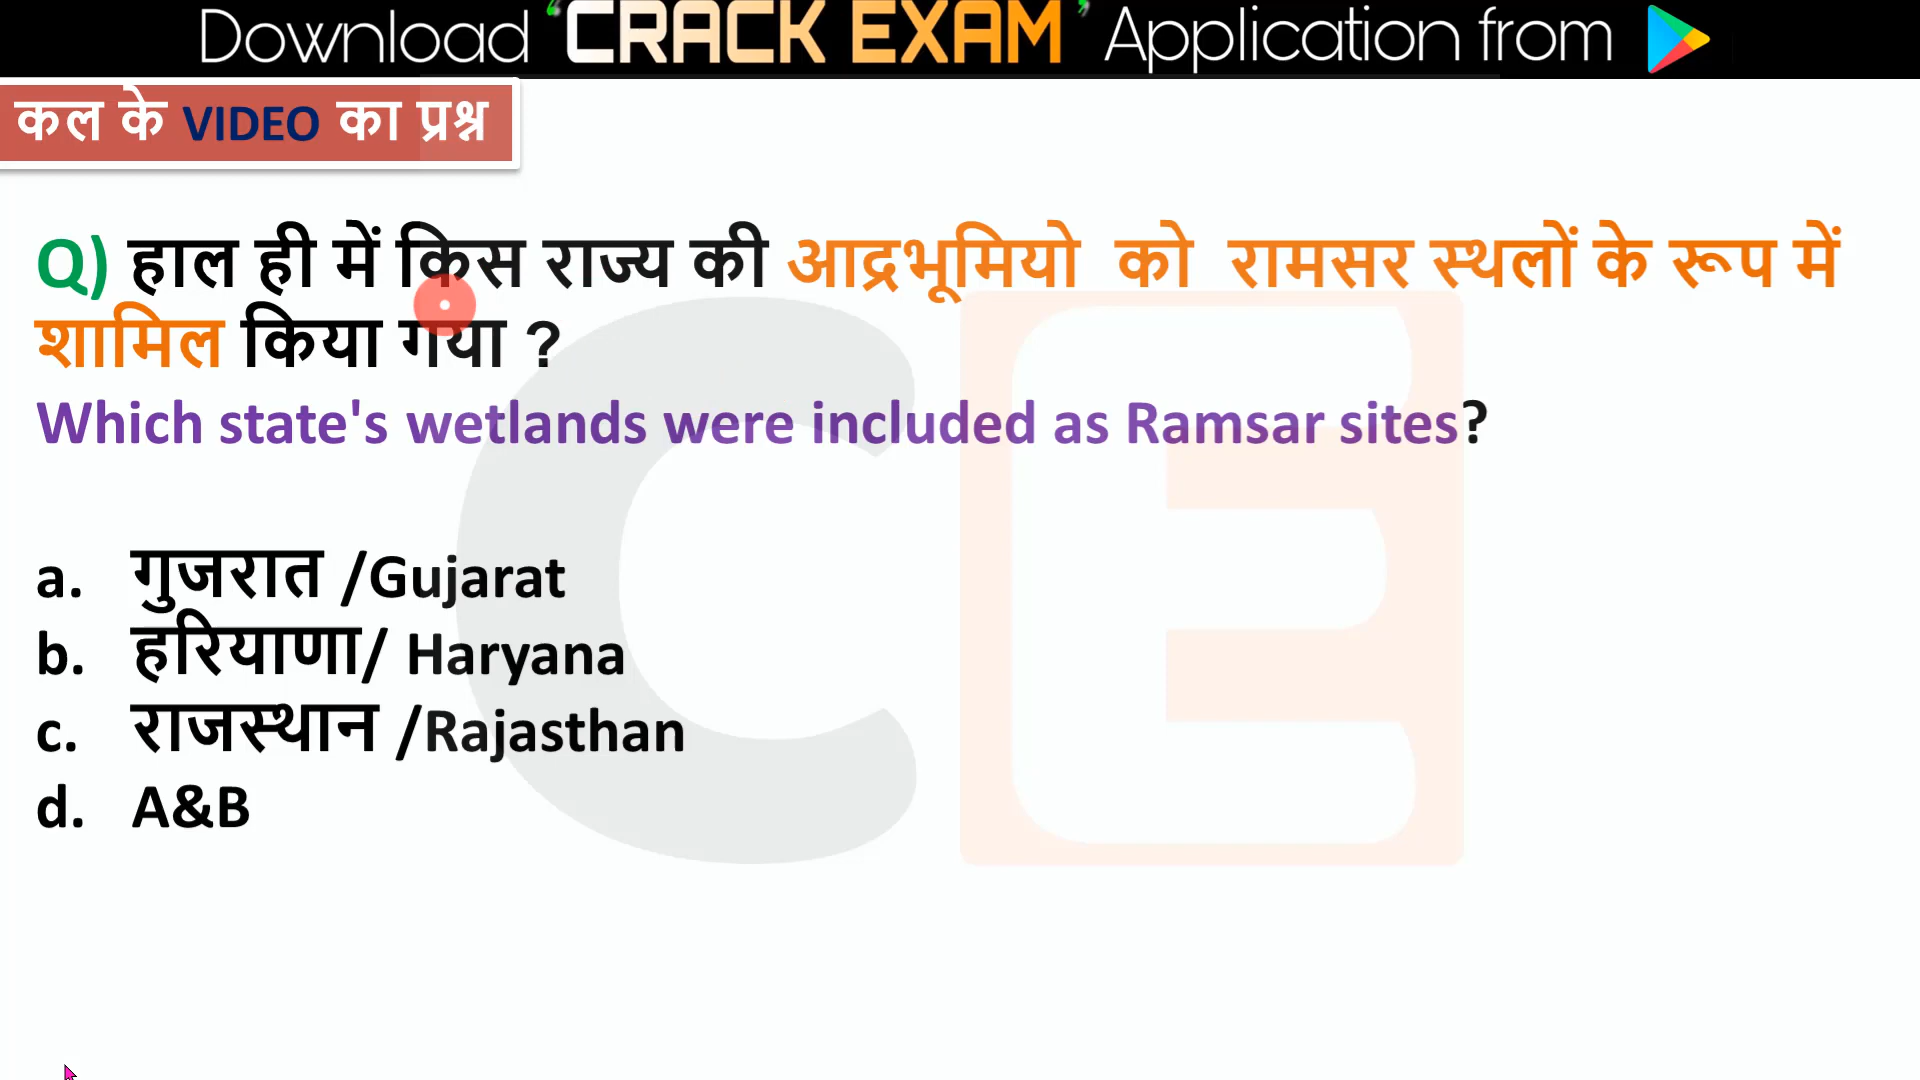 Download ‘CRACK EXAM’ Application from
कल के VIDEO का प्रश्न
Q) हाल ही में किस राज्य की आद्रभूमियो को रामसर स्थलों के रूप में
शामिल किया गया ?
Which state's wetlands were included as Ramsar sites?
a. गुजरात /Gujarat
b. हरियाणा/ Haryana
c. राजस्थान /Rajasthan
d. A&B
CE